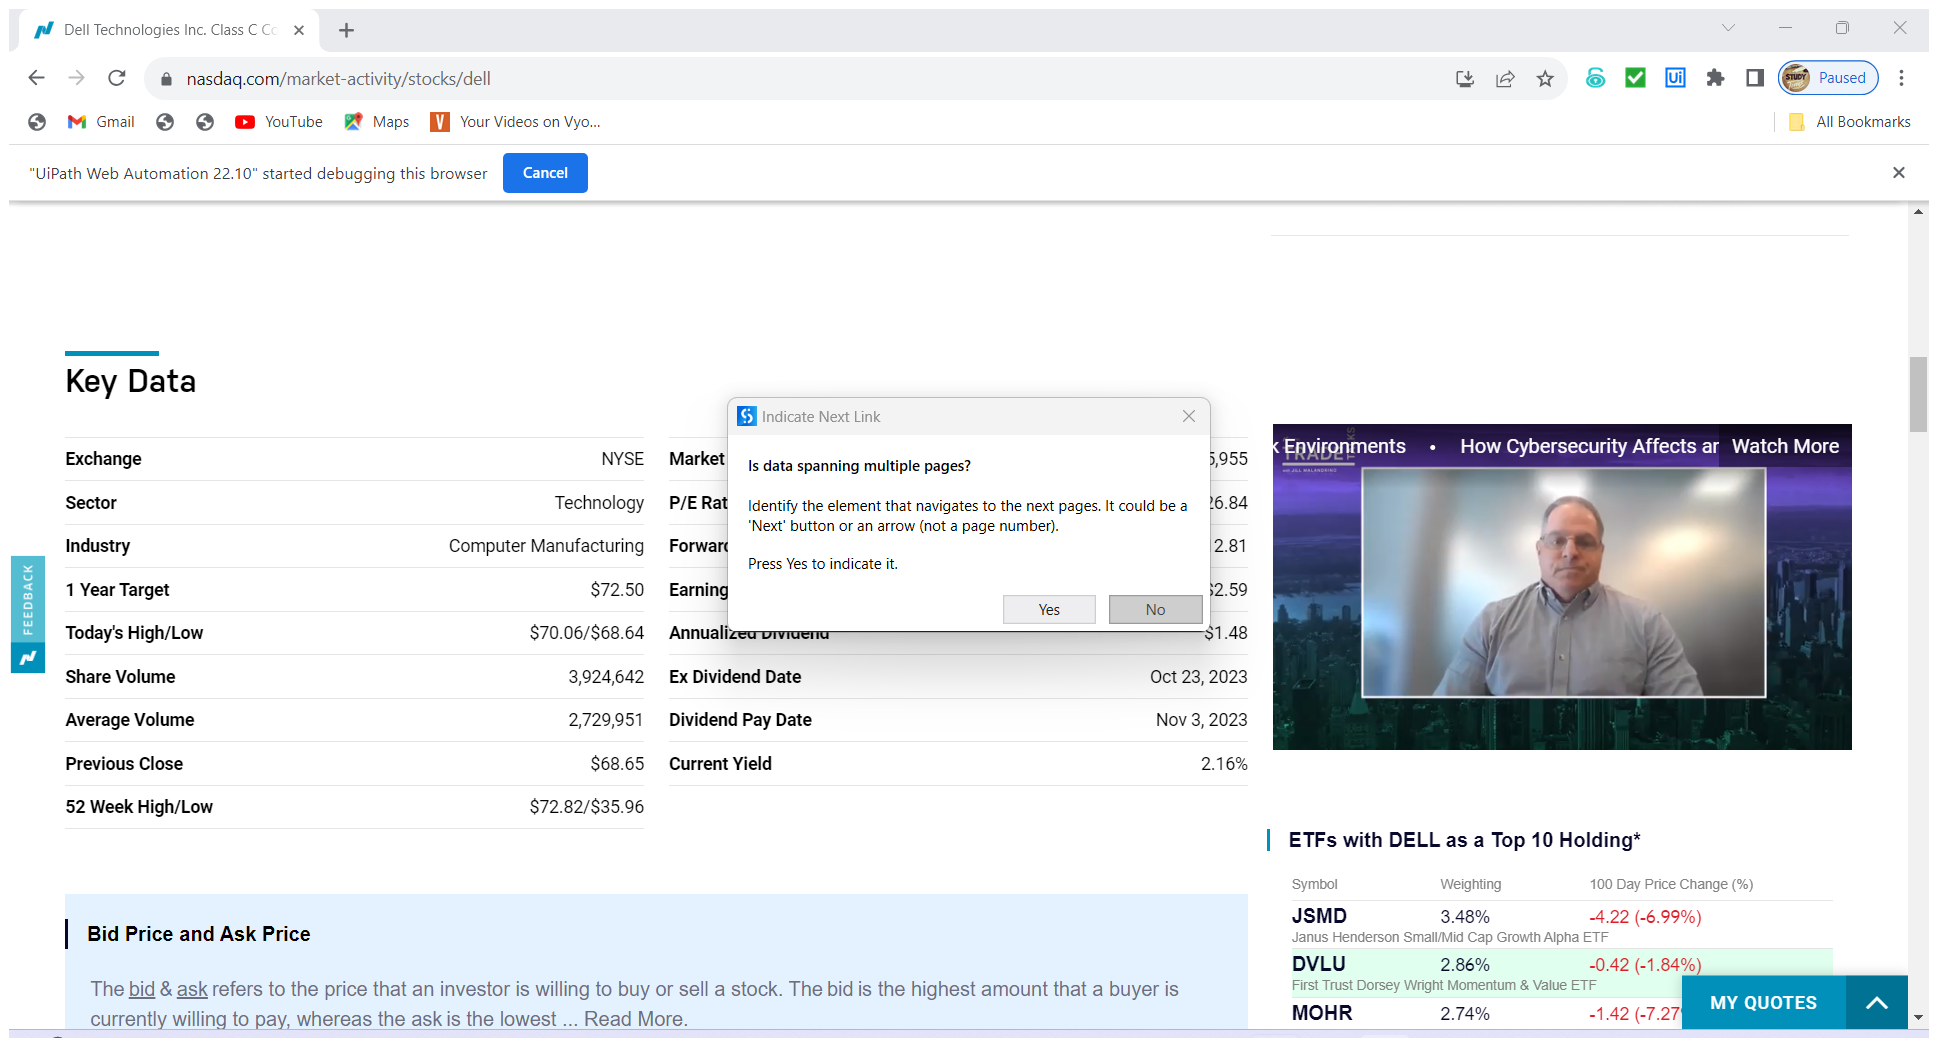 Dell Technologies Inc. Class C Co
nasdaq.com/market-activity/stocks/dell
Paused
Gmail
YouTube
Maps
Your Videos on Vyo...
All Bookmarks
"UiPath Web Automation 22.10" started debugging this browser
Cancel
Key Data
Exchange NYSE
Sector Technology
Industry Computer Manufacturing
1 Year Target $72.50
Today's High/Low $70.06/$68.64
Share Volume 3,924,642
Average Volume 2,729,951
Previous Close $68.65
52 Week High/Low $72.82/$35.96
Market 5,955
P/E Rat 26.84
Forward 2.81
Earning $2.59
Annualized Dividend $1.48
Ex Dividend Date Oct 23, 2023
Dividend Pay Date Nov 3, 2023
Current Yield 2.16%
Indicate Next Link
Is data spanning multiple pages?
Identify the element that navigates to the next pages. It could be a
'Next' button or an arrow (not a page number).
Press Yes to indicate it.
Yes
No
FEEDBACK
k Environments • How Cybersecurity Affects ar
Watch More
TRADE TALKS
with JILL MALANDRINO
ETFs with DELL as a Top 10 Holding*
Symbol Weighting 100 Day Price Change (%)
JSMD 3.48% -4.22 (-6.99%)
Janus Henderson Small/Mid Cap Growth Alpha ETF
DVLU 2.86% -0.42 (-1.84%)
First Trust Dorsey Wright Momentum & Value ETF
MOHR 2.74% -1.42 (-7.27
MY QUOTES
Bid Price and Ask Price
The bid & ask refers to the price that an investor is willing to buy or sell a stock. The bid is the highest amount that a buyer is
currently willing to pay, whereas the ask is the lowest ... Read More.